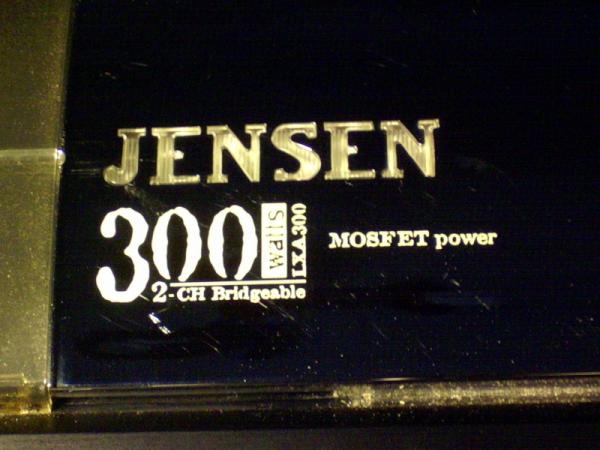 JENSEN
300 watts LXA300
2-CH Bridgeable
MOSFET power